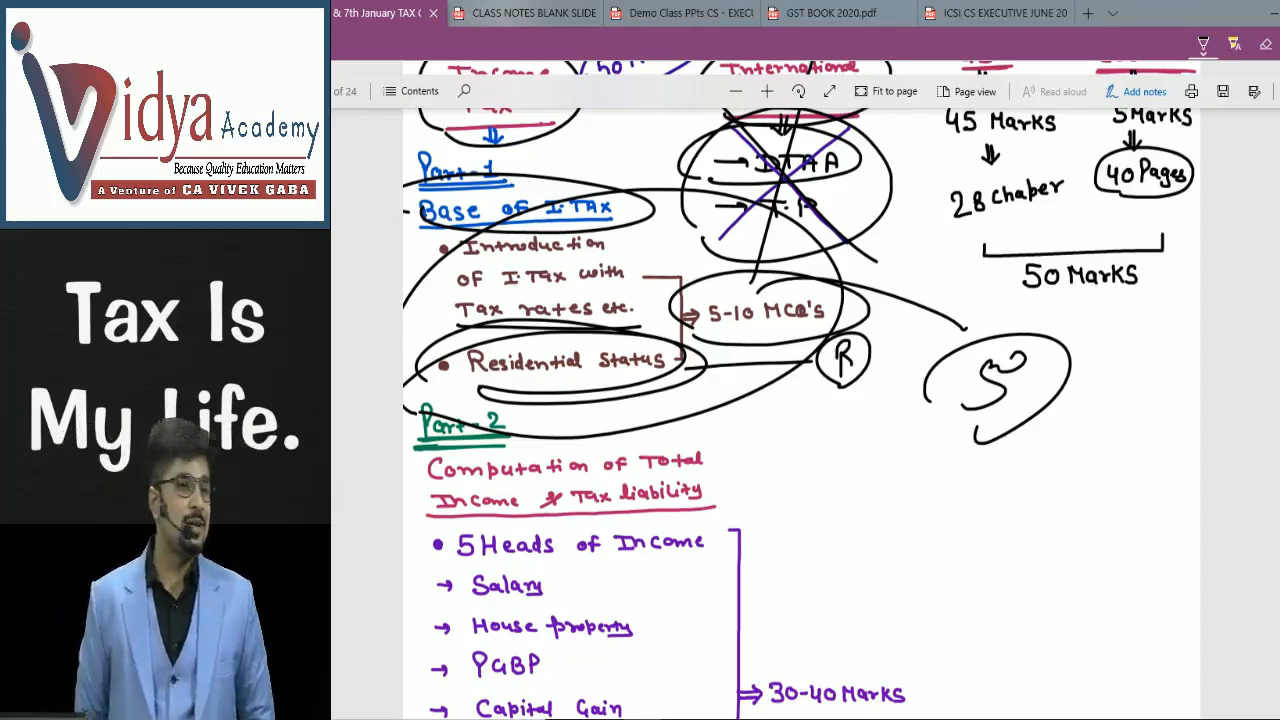 & 7th January TAX C
CLASS NOTES BLANK SLIDE
Demo Class PPts CS - EXECU
GST BOOK 2020.pdf
ICSI CS EXECUTIVE JUNE 20
of 24
Contents
Fit to page
Page view
Read aloud
Add notes
Vidya Academy
Because Quality Education Matters
A Venture of CA VIVEK GABA
Tax Is
My Life.
Income
Tax
International
→ DTAA
→ T.P
45 Marks
28 Chaper
5 Marks
40 Pages
50 Marks
Part-1
Base of I.Tax
• Introduction
of I.Tax with
Tax rates etc.
• Residential Status
⇒ 5-10 MCQ's
R
Part-2
Computation of Total
Income & Tax liability
• 5 Heads of Income
→ Salary
→ House property
→ PGBP
→ Capital Gain
⇒ 30-40 Marks